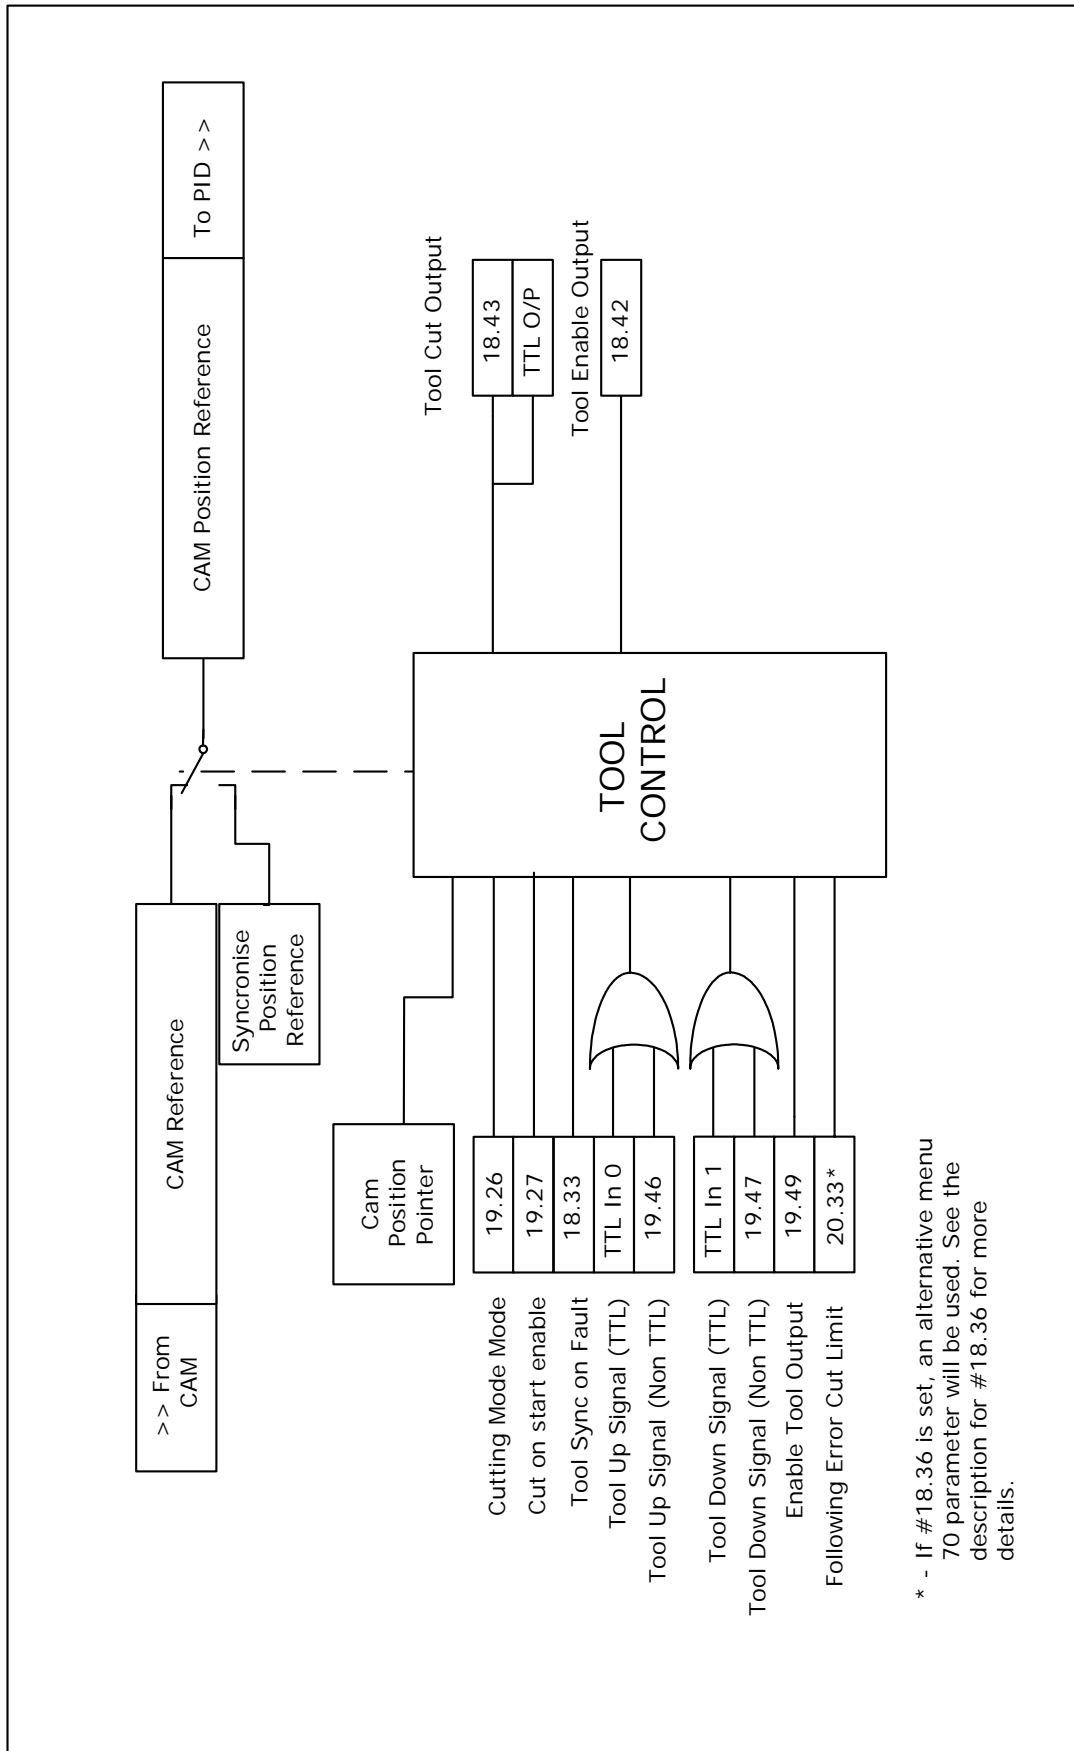 >> From
CAM
CAM Reference
Syncronise
Position
Reference
CAM Position Reference
To PID >>
Cam
Position
Pointer
Cutting Mode Mode
19.26
Cut on start enable
19.27
Tool Sync on Fault
18.33
Tool Up Signal (TTL)
TTL In 0
Tool Up Signal (Non TTL)
19.46
Tool Down Signal (TTL)
TTL In 1
Tool Down Signal (Non TTL)
19.47
Enable Tool Output
19.49
Following Error Cut Limit
20.33*
TOOL
CONTROL
Tool Cut Output
18.43
TTL O/P
Tool Enable Output
18.42
* - If #18.36 is set, an alternative menu
70 parameter will be used. See the
description for #18.36 for more
details.